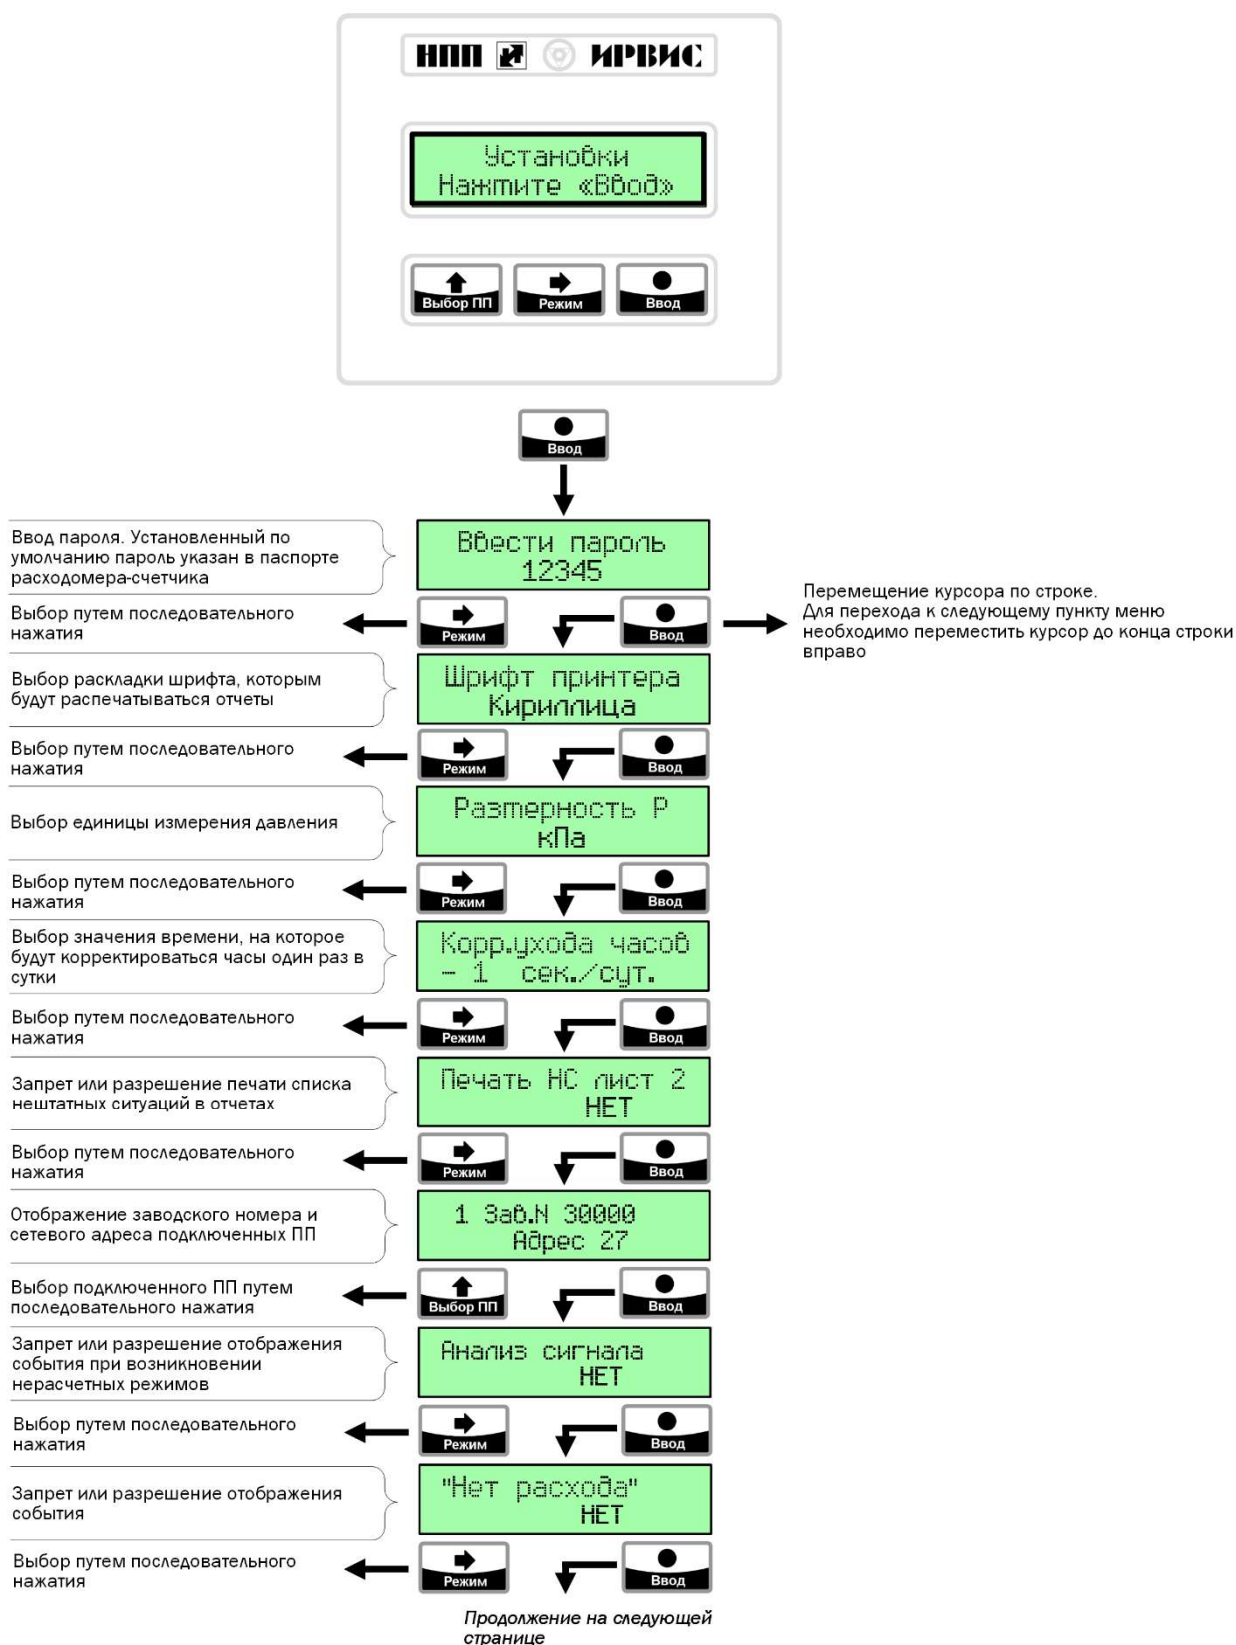 НПП ИРВИС
Установки
Нажмите «Ввод»
Выбор ПП Режим Ввод
Ввод
Ввод пароля. Установленный по
умолчанию пароль указан в паспорте
расходомера-счетчика
Ввести пароль
12345
Выбор путем последовательного
нажатия
Режим Ввод
Перемещение курсора по строке.
Для перехода к следующему пункту меню
необходимо переместить курсор до конца строки
вправо
Выбор раскладки шрифта, которым
будут распечатываться отчеты
Шрифт принтера
Кириллица
Выбор путем последовательного
нажатия
Режим Ввод
Выбор единицы измерения давления
Размерность P
кПа
Выбор путем последовательного
нажатия
Режим Ввод
Выбор значения времени, на которое
будут корректироваться часы один раз в
сутки
Корр.ухода часов
- 1 сек./сут.
Выбор путем последовательного
нажатия
Режим Ввод
Запрет или разрешение печати списка
нештатных ситуаций в отчетах
Печать НС лист 2
НЕТ
Выбор путем последовательного
нажатия
Режим Ввод
Отображение заводского номера и
сетевого адреса подключенных ПП
1 Зав.N 30000
Адрес 27
Выбор подключенного ПП путем
последовательного нажатия
Выбор ПП Ввод
Запрет или разрешение отображения
события при возникновении
нерасчетных режимов
Анализ сигнала
НЕТ
Выбор путем последовательного
нажатия
Режим Ввод
Запрет или разрешение отображения
события
"Нет расхода"
НЕТ
Выбор путем последовательного
нажатия
Режим Ввод
Продолжение на следующей
странице